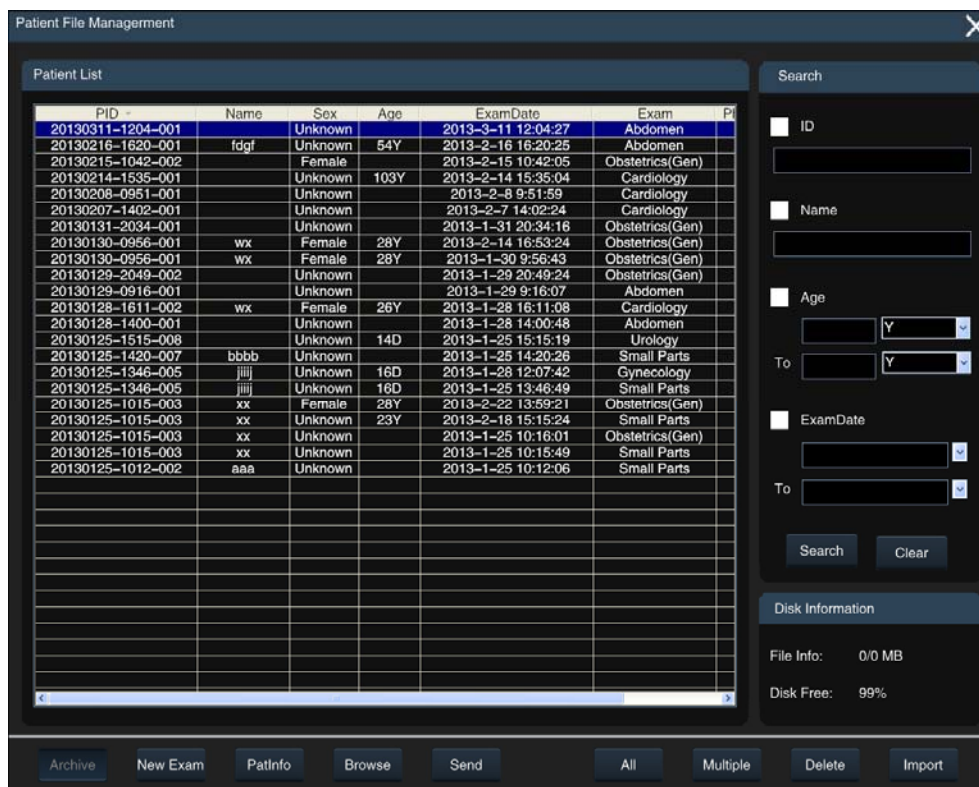 Patient File Managerment
Patient List
PID Name Sex Age ExamDate Exam
20130311-1204-001 Unknown 2013-3-11 12:04:27 Abdomen
20130216-1620-001 fdgf Unknown 54Y 2013-2-16 16:20:25 Abdomen
20130215-1042-002 Female 2013-2-15 10:42:05 Obstetrics(Gen)
20130214-1535-001 Unknown 103Y 2013-2-14 15:35:04 Cardiology
20130208-0951-001 Unknown 2013-2-8 9:51:59 Cardiology
20130207-1402-001 Unknown 2013-2-7 14:02:24 Cardiology
20130131-2034-001 Unknown 2013-1-31 20:34:16 Obstetrics(Gen)
20130130-0956-001 wx Female 28Y 2013-2-14 16:53:24 Obstetrics(Gen)
20130130-0956-001 wx Female 28Y 2013-1-30 9:56:43 Obstetrics(Gen)
20130129-2049-002 Unknown 2013-1-29 20:49:24 Obstetrics(Gen)
20130129-0916-001 Unknown 2013-1-29 9:16:07 Abdomen
20130128-1611-002 wx Female 26Y 2013-1-28 16:11:08 Cardiology
20130128-1400-001 Unknown 2013-1-28 14:00:48 Abdomen
20130125-1515-008 Unknown 14D 2013-1-25 15:15:19 Urology
20130125-1420-007 bbbb Unknown 2013-1-25 14:20:26 Small Parts
20130125-1346-005 Unknown 16D 2013-1-28 12:07:42 Gynecology
20130125-1346-005 Unknown 16D 2013-1-25 13:46:49 Small Parts
20130125-1015-003 xx Female 28Y 2013-2-22 13:59:21 Obstetrics(Gen)
20130125-1015-003 xx Unknown 23Y 2013-2-18 15:15:24 Small Parts
20130125-1015-003 xx Unknown 2013-1-25 10:16:01 Obstetrics(Gen)
20130125-1015-003 xx Unknown 2013-1-25 10:15:49 Small Parts
20130125-1012-002 aaa Unknown 2013-1-25 10:12:06 Small Parts
Search
ID
Name
Age
Y
To Y
ExamDate
To
Search Clear
Disk Information
File Info: 0/0 MB
Disk Free: 99%
Archive New Exam PatInfo Browse Send All Multiple Delete Import